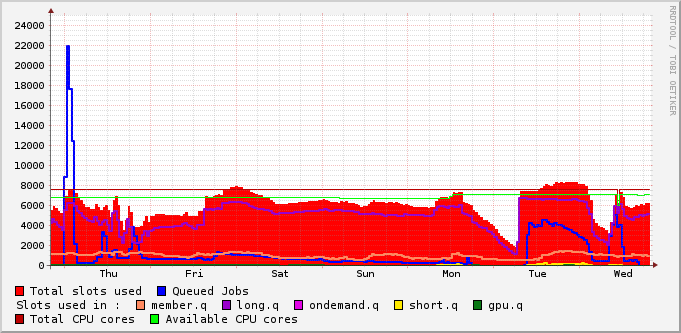 RRDTOOL / TOBI OETIKER
24000
22000
20000
18000
16000
14000
12000
10000
8000
6000
4000
2000
0
Thu Fri Sat Sun Mon Tue Wed
Total slots used Queued Jobs
Slots used in : member.q long.q ondemand.q short.q gpu.q
Total CPU cores Available CPU cores